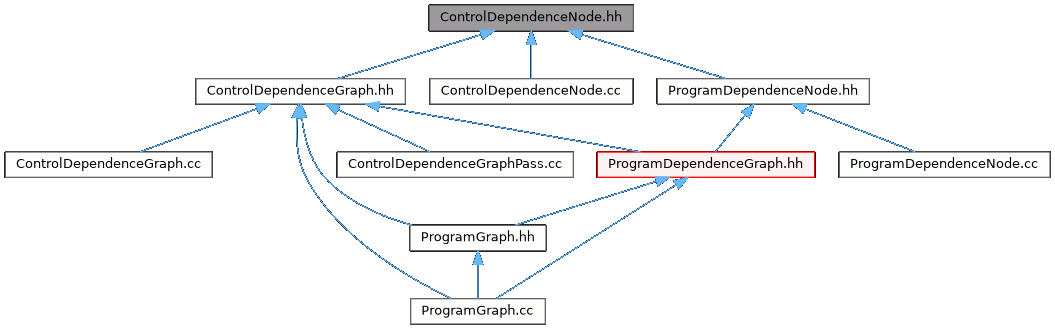 ControlDependenceNode.hh
ControlDependenceGraph.hh
ControlDependenceNode.cc
ProgramDependenceNode.hh
ControlDependenceGraph.cc
ControlDependenceGraphPass.cc
ProgramDependenceGraph.hh
ProgramDependenceNode.cc
ProgramGraph.hh
ProgramGraph.cc